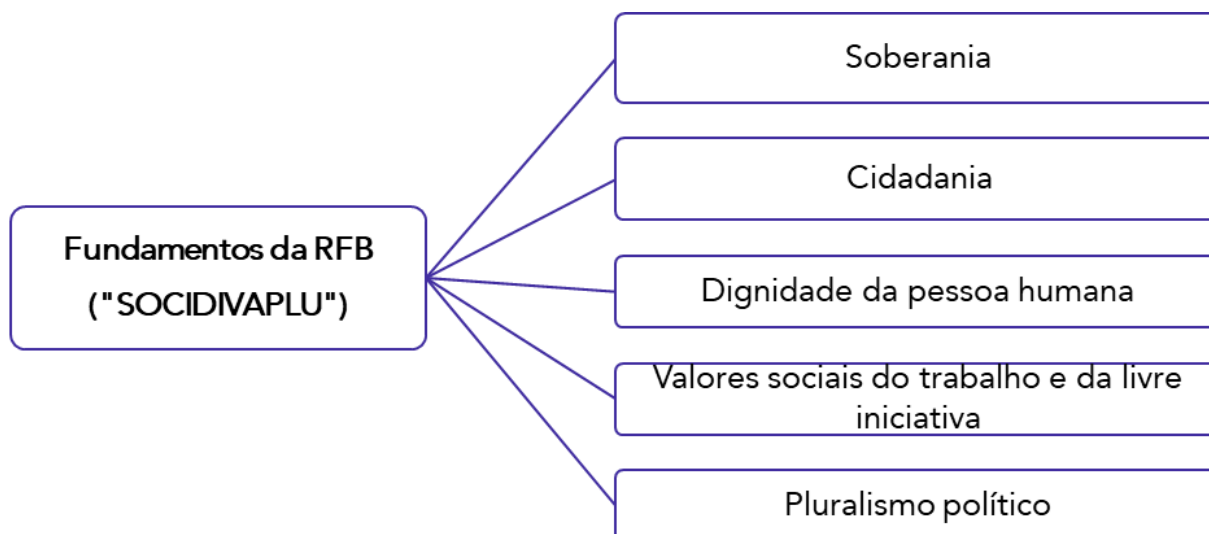 Fundamentos da RFB
("SOCIDIVAPLU")
Soberania
Cidadania
Dignidade da pessoa humana
Valores sociais do trabalho e da livre
iniciativa
Pluralismo político